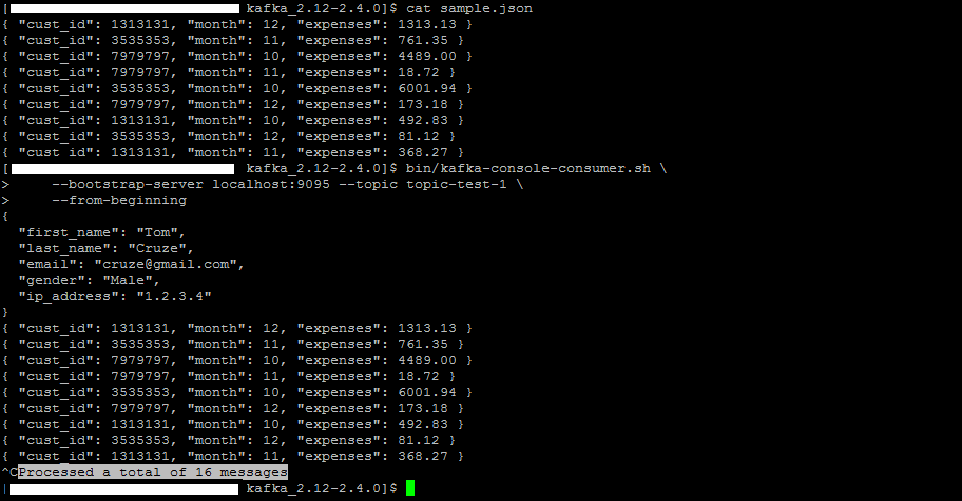 [ kafka_2.12-2.4.0]$ cat sample.json
{ "cust_id": 1313131, "month": 12, "expenses": 1313.13 }
{ "cust_id": 3535353, "month": 11, "expenses": 761.35 }
{ "cust_id": 7979797, "month": 10, "expenses": 4489.00 }
{ "cust_id": 7979797, "month": 11, "expenses": 18.72 }
{ "cust_id": 3535353, "month": 10, "expenses": 6001.94 }
{ "cust_id": 7979797, "month": 12, "expenses": 173.18 }
{ "cust_id": 1313131, "month": 10, "expenses": 492.83 }
{ "cust_id": 3535353, "month": 12, "expenses": 81.12 }
{ "cust_id": 1313131, "month": 11, "expenses": 368.27 }
[ kafka_2.12-2.4.0]$ bin/kafka-console-consumer.sh \
> --bootstrap-server localhost:9095 --topic topic-test-1 \
> --from-beginning
{
"first_name": "Tom",
"last_name": "Cruze",
"email": "cruze@gmail.com",
"gender": "Male",
"ip_address": "1.2.3.4"
}
{ "cust_id": 1313131, "month": 12, "expenses": 1313.13 }
{ "cust_id": 3535353, "month": 11, "expenses": 761.35 }
{ "cust_id": 7979797, "month": 10, "expenses": 4489.00 }
{ "cust_id": 7979797, "month": 11, "expenses": 18.72 }
{ "cust_id": 3535353, "month": 10, "expenses": 6001.94 }
{ "cust_id": 7979797, "month": 12, "expenses": 173.18 }
{ "cust_id": 1313131, "month": 10, "expenses": 492.83 }
{ "cust_id": 3535353, "month": 12, "expenses": 81.12 }
{ "cust_id": 1313131, "month": 11, "expenses": 368.27 }
^CProcessed a total of 16 messages
[ kafka_2.12-2.4.0]$